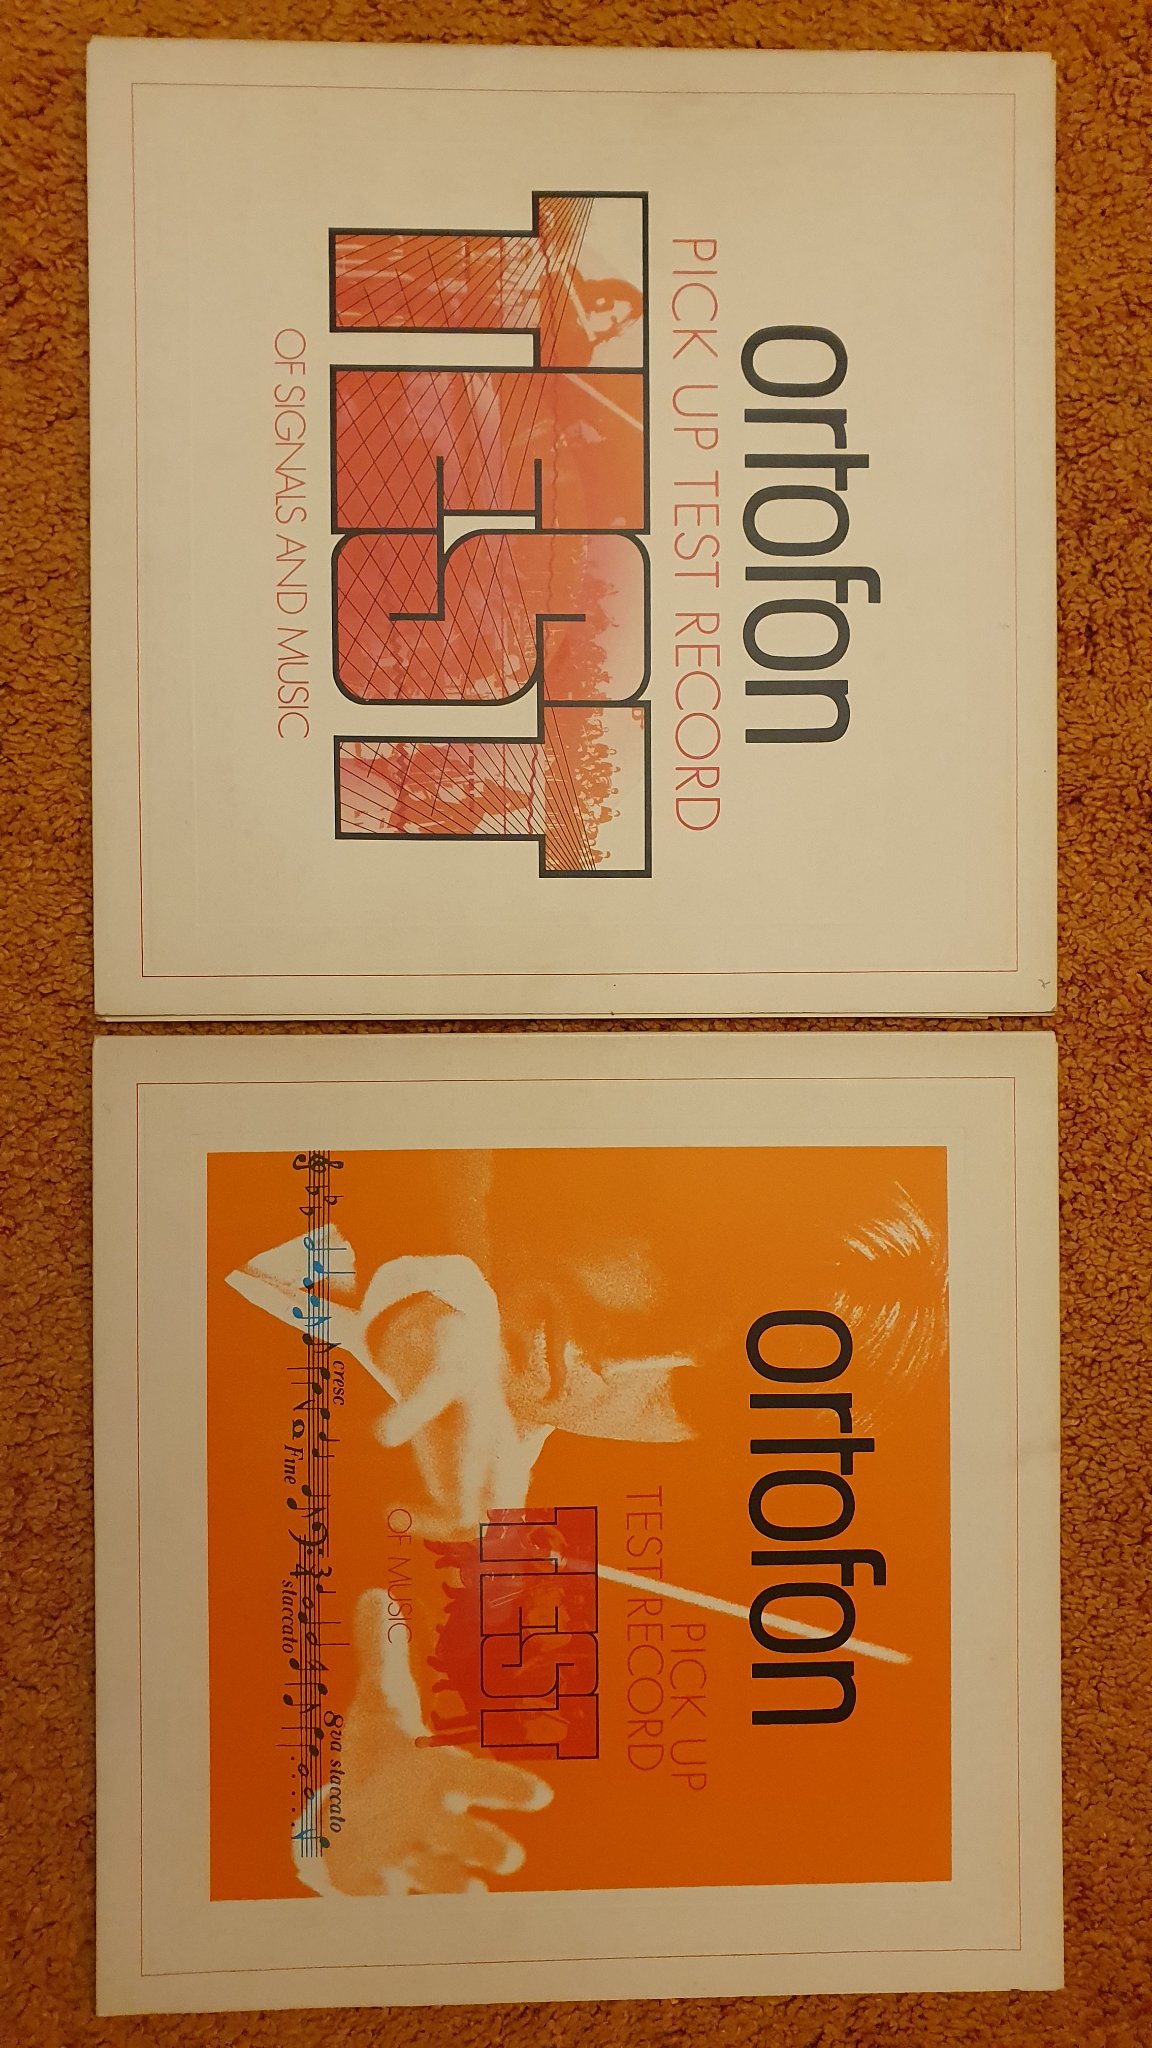 ortofon
PICK UP TEST RECORD
TEST
OF SIGNALS AND MUSIC
ortofon
PICK UP
TEST RECORD
TEST
OF MUSIC
cresc
8va staccato
Fine
staccato